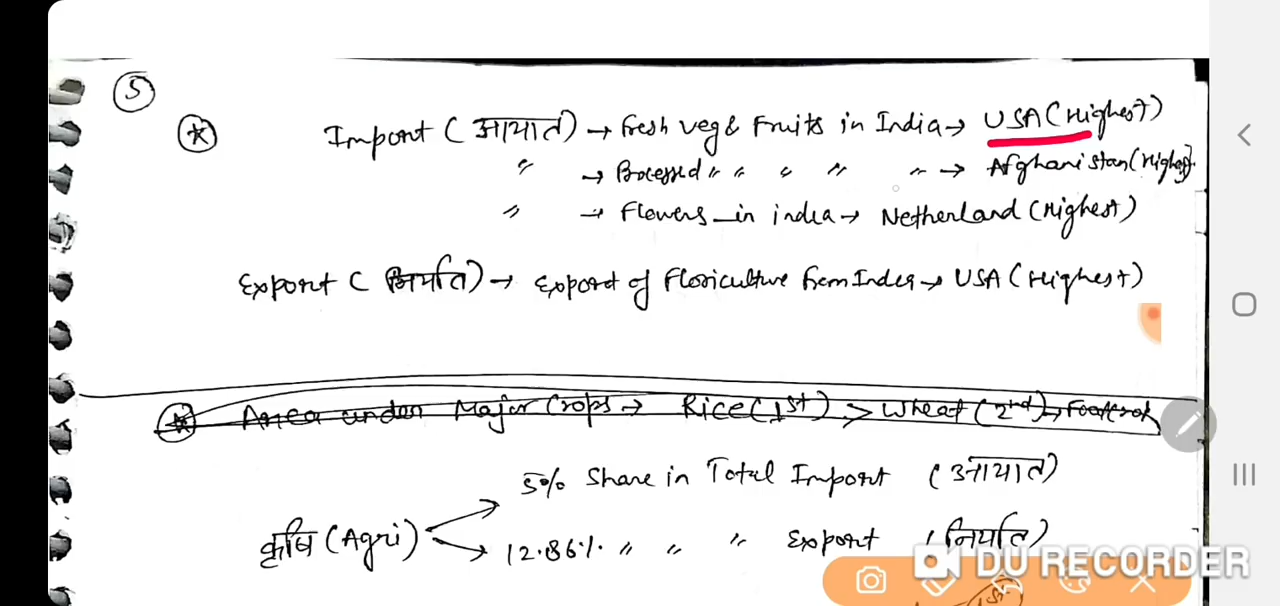 5
Import (आयात) → Fresh veg & Fruits in India → USA (Highest)
" → Processed " " " " " → Afghanistan (Highest)
" → Flowers in india → Netherland (Highest)
Export (निर्यात) → Export of Floriculture from India → USA (Highest)
Area under Major Crops → Rice (1st) > Wheat (2nd) →
5% Share in Total Import (आयात)
कृषि (Agri)
12.86% " " " Export (निर्यात)
DU RECORDER